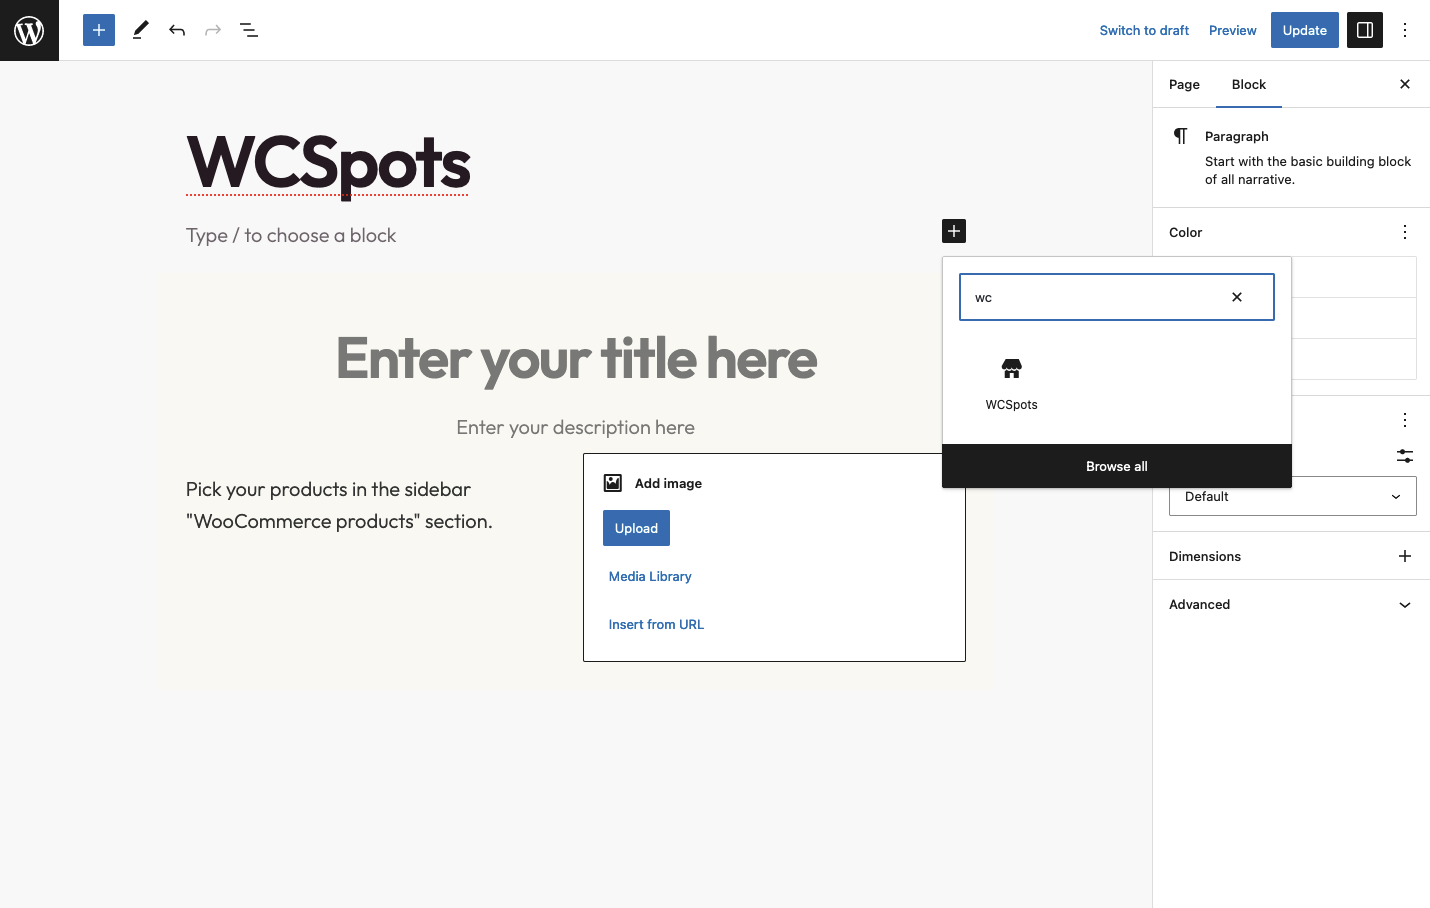 Switch to draft
Preview
Update
Page
Block
WCSpots
Type / to choose a block
Paragraph
Start with the basic building block
of all narrative.
Color
wc
WCSpots
Browse all
Enter your title here
Enter your description here
Pick your products in the sidebar
"WooCommerce products" section.
Add image
Upload
Media Library
Insert from URL
Default
Dimensions
Advanced